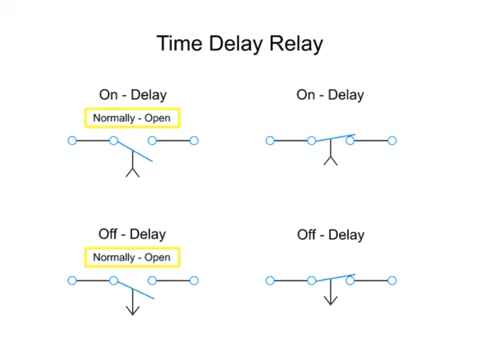 Time Delay Relay
On - Delay
On - Delay
Normally - Open
Off - Delay
Off - Delay
Normally - Open